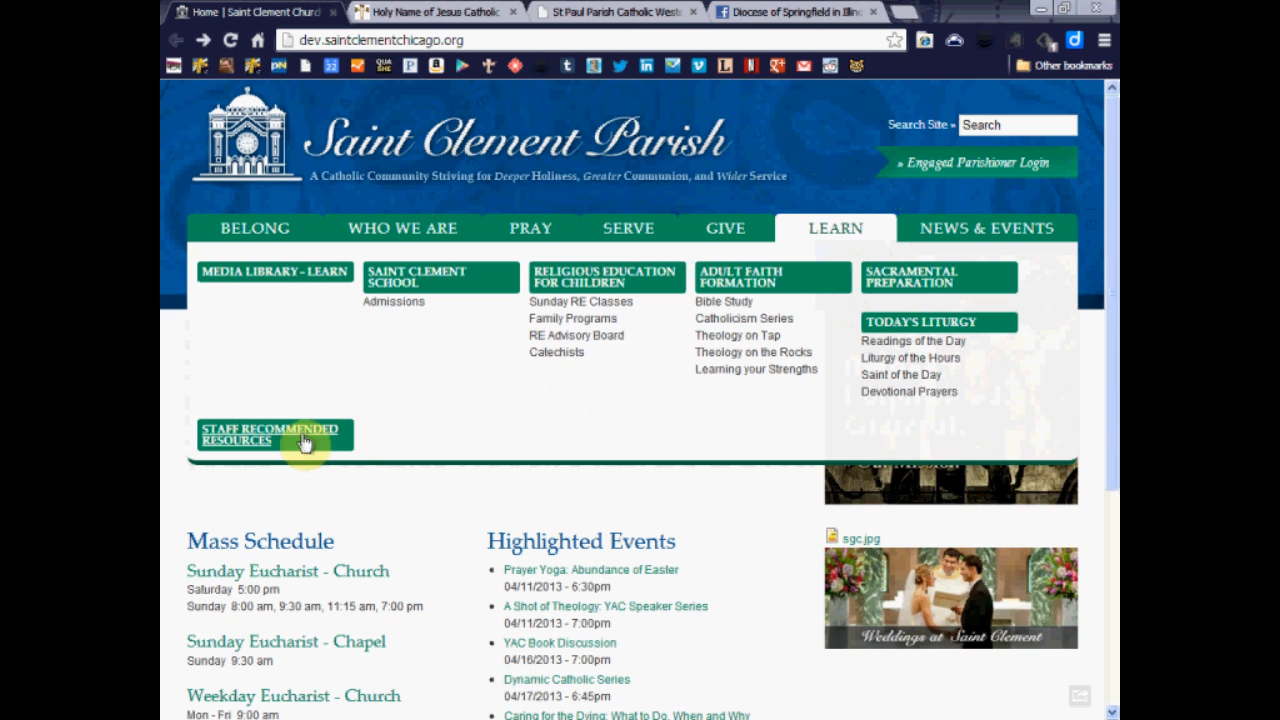 Home | Saint Clement Churc
Holy Name of Jesus Catholic
St Paul Parish Catholic West
Diocese of Springfield in Illin
dev.saintclementchicago.org
Other bookmarks
Saint Clement Parish
A Catholic Community Striving for Deeper Holiness, Greater Communion, and Wider Service
Search Site » Search
» Engaged Parishioner Login
BELONG WHO WE ARE PRAY SERVE GIVE LEARN NEWS & EVENTS
MEDIA LIBRARY - LEARN
STAFF RECOMMENDED
RESOURCES
SAINT CLEMENT
SCHOOL
Admissions
RELIGIOUS EDUCATION
FOR CHILDREN
Sunday RE Classes
Family Programs
RE Advisory Board
Catechists
ADULT FAITH
FORMATION
Bible Study
Catholicism Series
Theology on Tap
Theology on the Rocks
Learning your Strengths
SACRAMENTAL
PREPARATION
TODAY'S LITURGY
Readings of the Day
Liturgy of the Hours
Saint of the Day
Devotional Prayers
Our Mission
Mass Schedule
Sunday Eucharist - Church
Saturday 5:00 pm
Sunday 8:00 am, 9:30 am, 11:15 am, 7:00 pm
Sunday Eucharist - Chapel
Sunday 9:30 am
Weekday Eucharist - Church
Mon - Fri 9:00 am
Highlighted Events
Prayer Yoga: Abundance of Easter
04/11/2013 - 6:30pm
A Shot of Theology: YAC Speaker Series
04/11/2013 - 7:00pm
YAC Book Discussion
04/16/2013 - 7:00pm
Dynamic Catholic Series
04/17/2013 - 6:45pm
Caring for the Dying: What to Do, When and Why
sgc.jpg
Weddings at Saint Clement